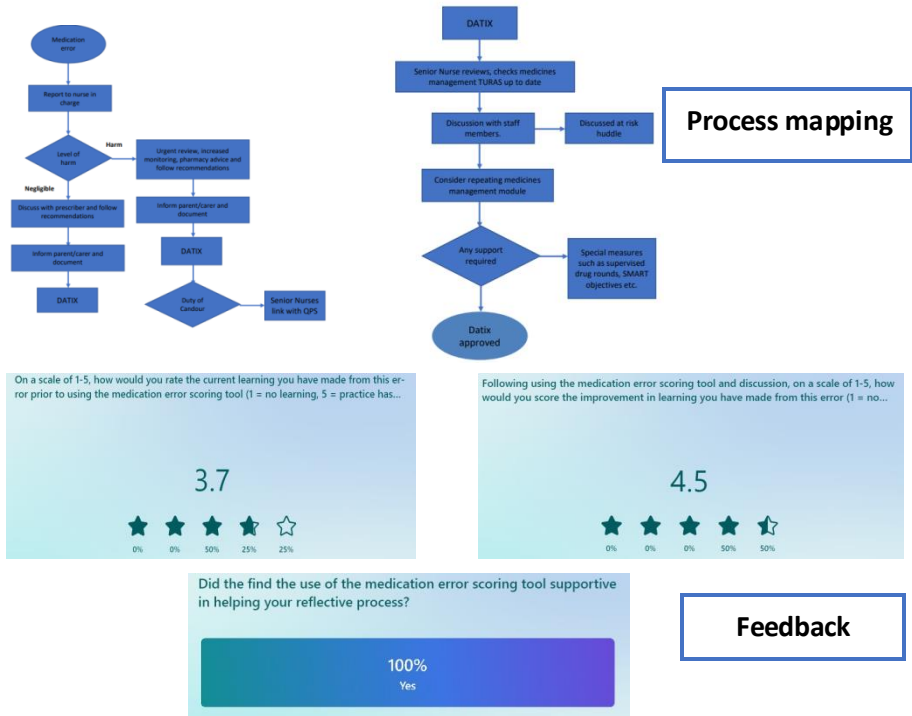 Medication
error
Report to nurse in
charge
Level of
harm
Harm
Negligible
Urgent review, increased
monitoring, pharmacy advice and
follow recommendations
Discuss with prescriber and follow
recommendations
Inform parent/carer and
document
DATIX
Inform parent/carer and
document
DATIX
Duty of
Candour
Senior Nurses
link with QPS
DATIX
Senior Nurse reviews, checks medicines
management TURAS up to date
Discussion with staff
members.
Discussed at risk
huddle
Consider repeating medicines
management module
Any support
required
Special measures
such as supervised
drug rounds, SMART
objectives etc.
Datix
approved
Process mapping
On a scale of 1-5, how would you rate the current learning you have made from this er-
ror prior to using the medication error scoring tool (1 = no learning, 5 = practice has...
3.7
0% 0% 50% 25% 25%
Following using the medication error scoring tool and discussion, on a scale of 1-5, how
would you score the improvement in learning you have made from this error (1 = no...
4.5
0% 0% 0% 50% 50%
Did the find the use of the medication error scoring tool supportive
in helping your reflective process?
100%
Yes
Feedback